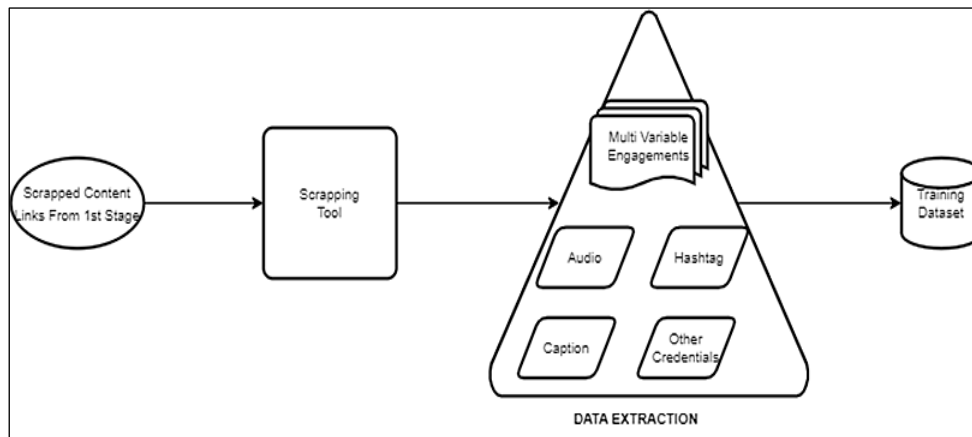 Scrapped Content
Links From 1st Stage
Scrapping
Tool
Multi Variable
Engagements
Audio
Hashtag
Caption
Other
Credentials
DATA EXTRACTION
Training
Dataset